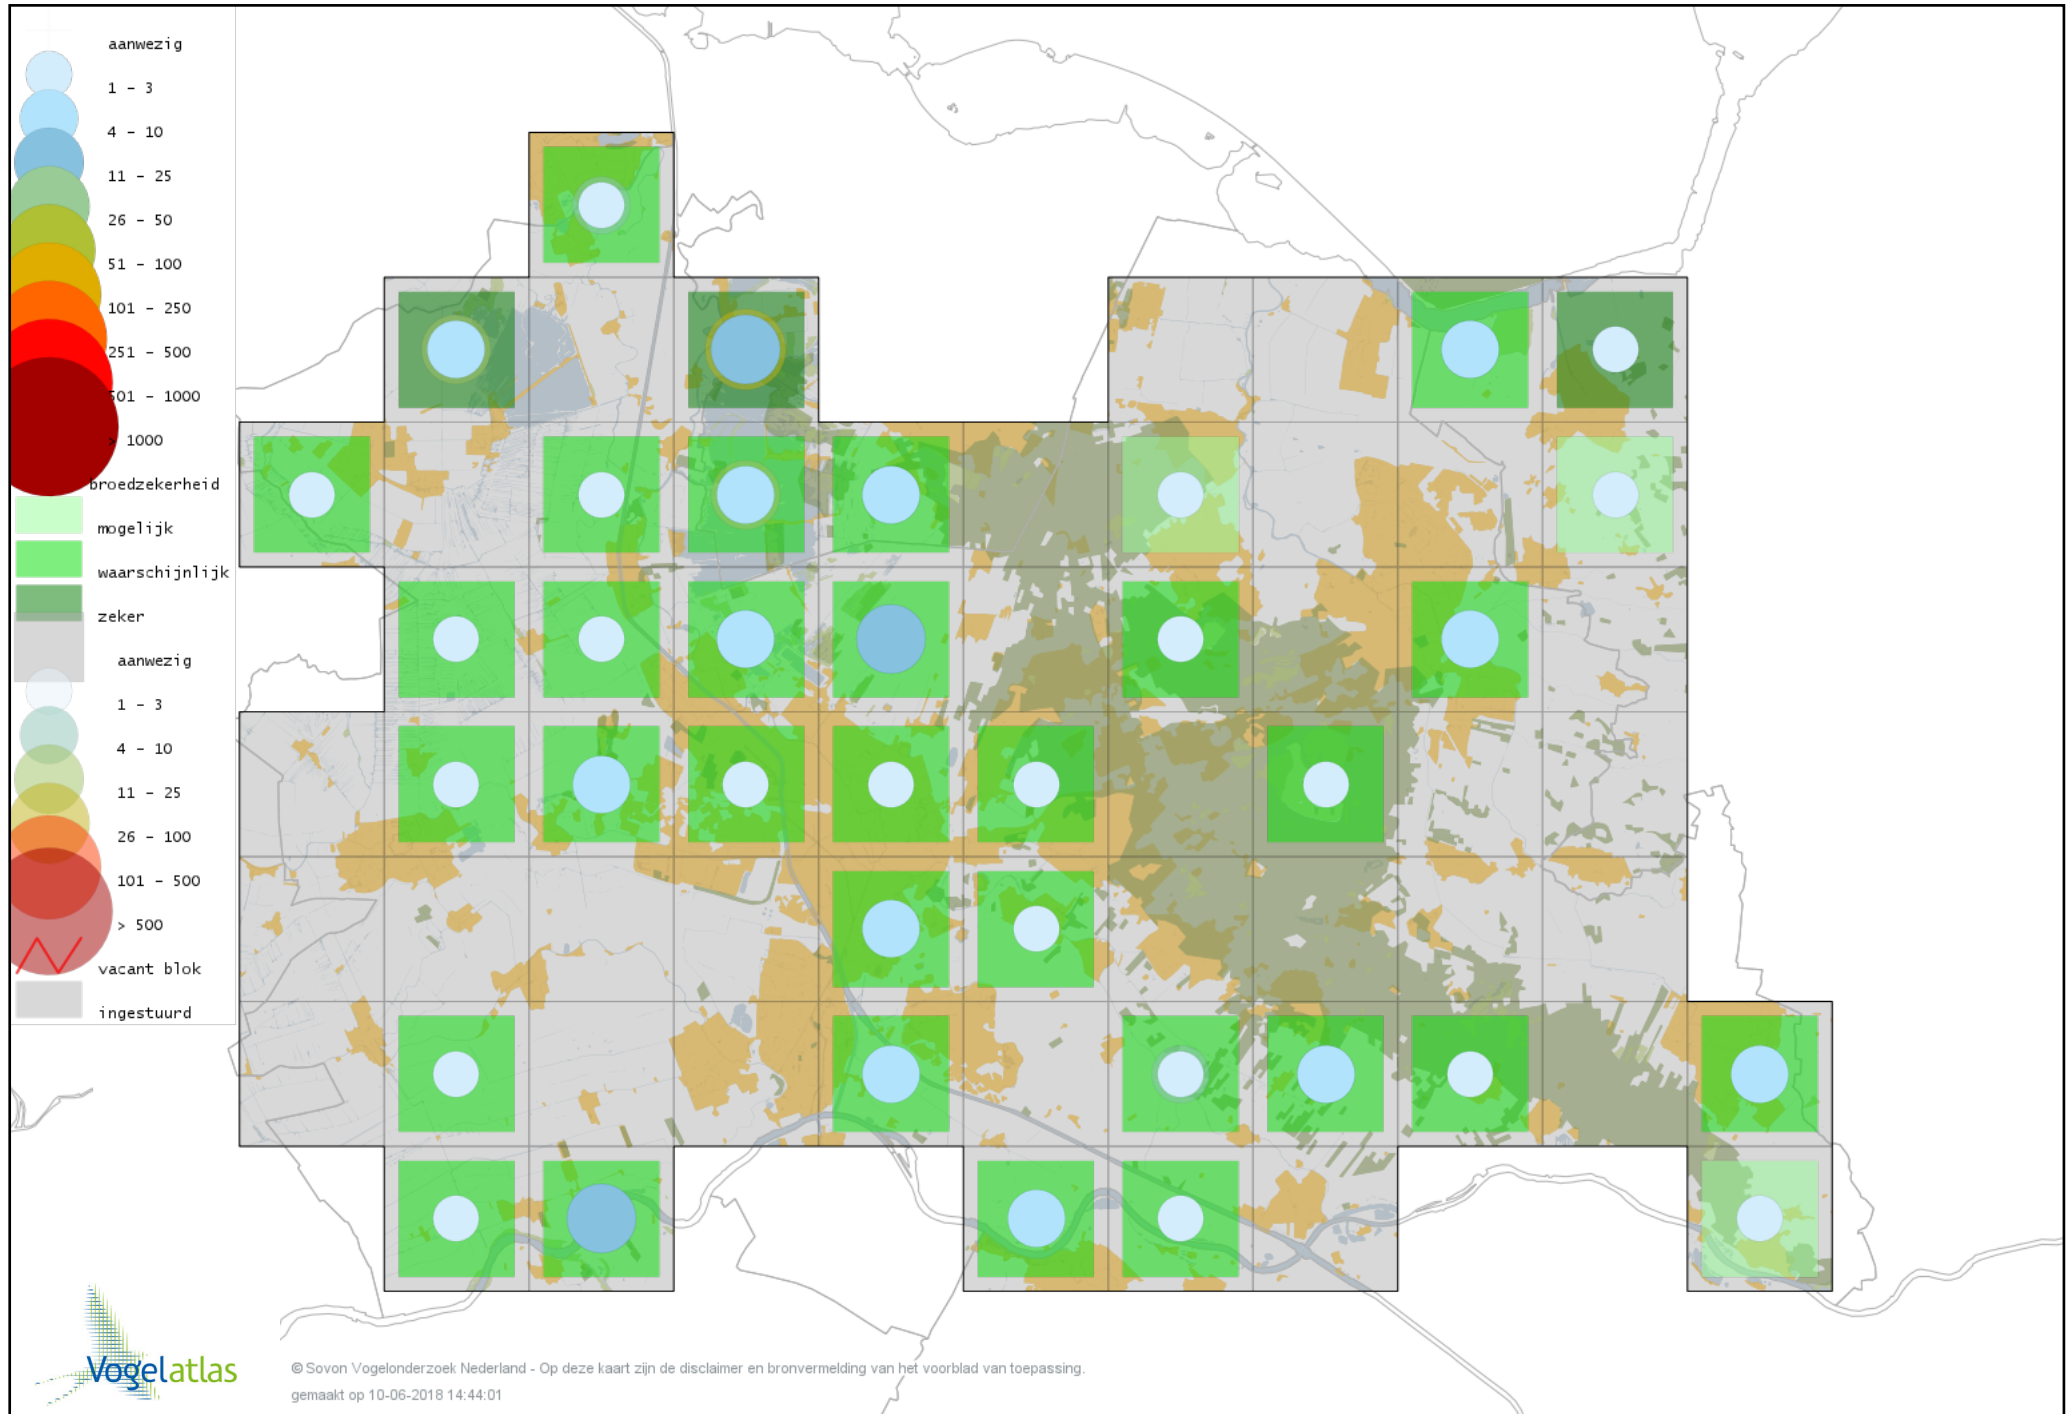 aanwezig
1 - 3
4 - 10
11 - 25
26 - 50
51 - 100
101 - 250
251 - 500
501 - 1000
> 1000
broedzekerheid
mogelijk
waarschijnlijk
zeker
aanwezig
1 - 3
4 - 10
11 - 25
26 - 100
101 - 500
> 500
vacant blok
ingestuurd
Vogelatlas
© Sovon Vogelonderzoek Nederland - Op deze kaart zijn de disclaimer en bronvermelding van het voorblad van toepassing.
gemaakt op 10-06-2018 14:44:01